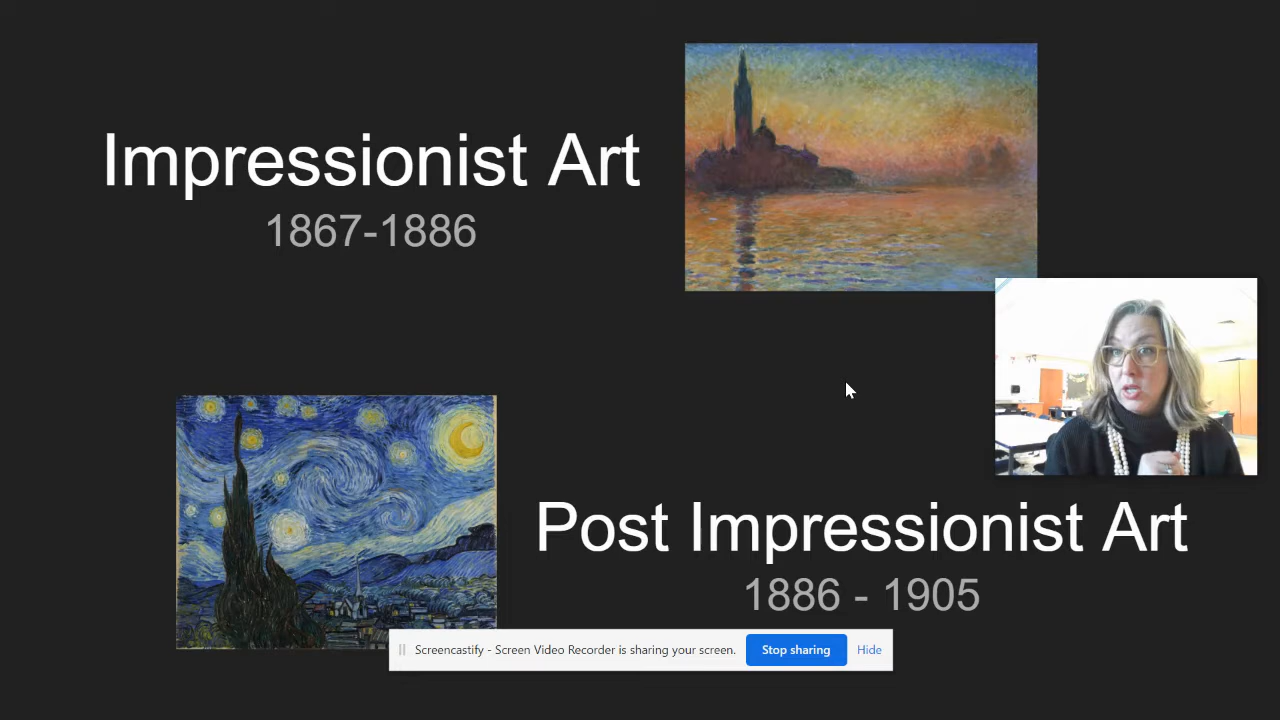 Impressionist Art
1867-1886
Post Impressionist Art
1886 - 1905
Screencastify - Screen Video Recorder is sharing your screen.
Stop sharing
Hide